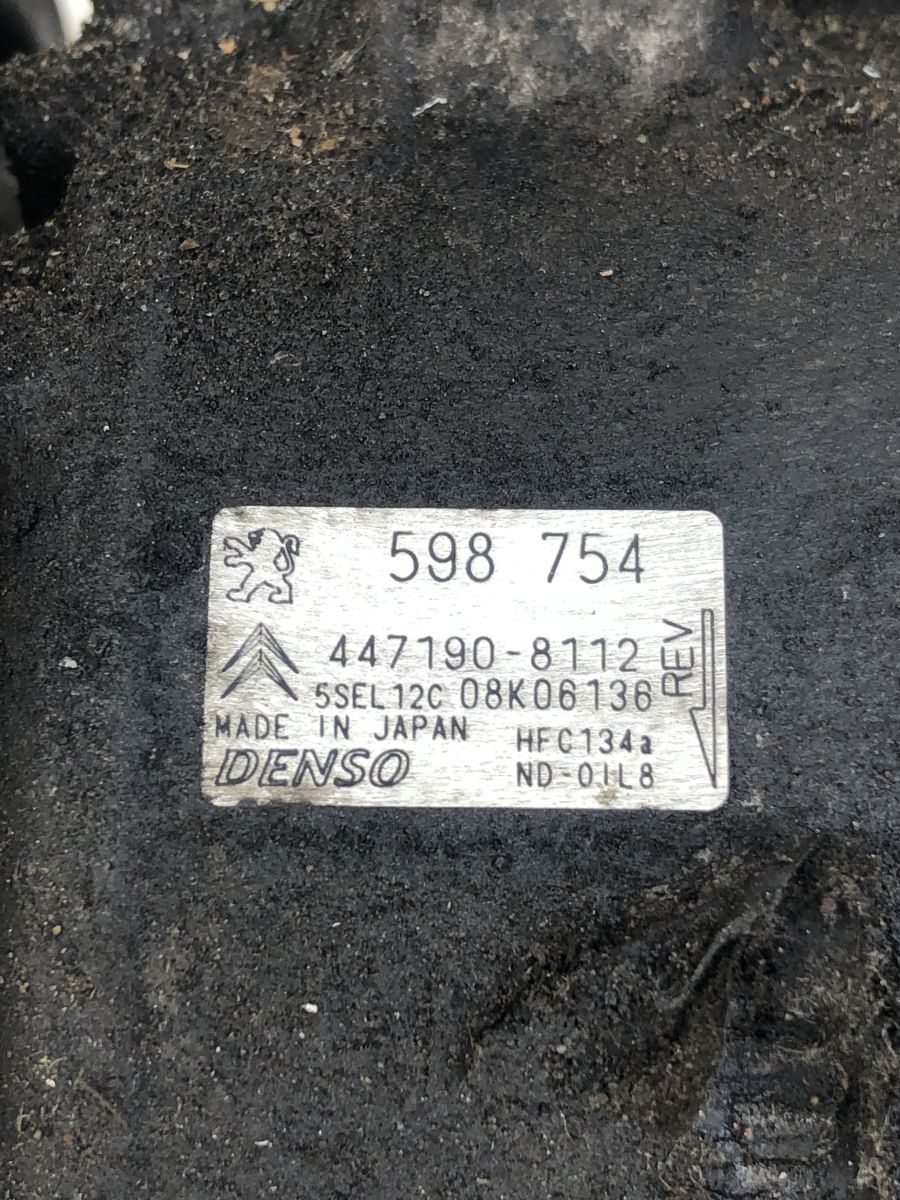 598 754
447190-8112
5SEL12C 08K06136
REV
MADE IN JAPAN
HFC134a
DENSO
ND-OIL8